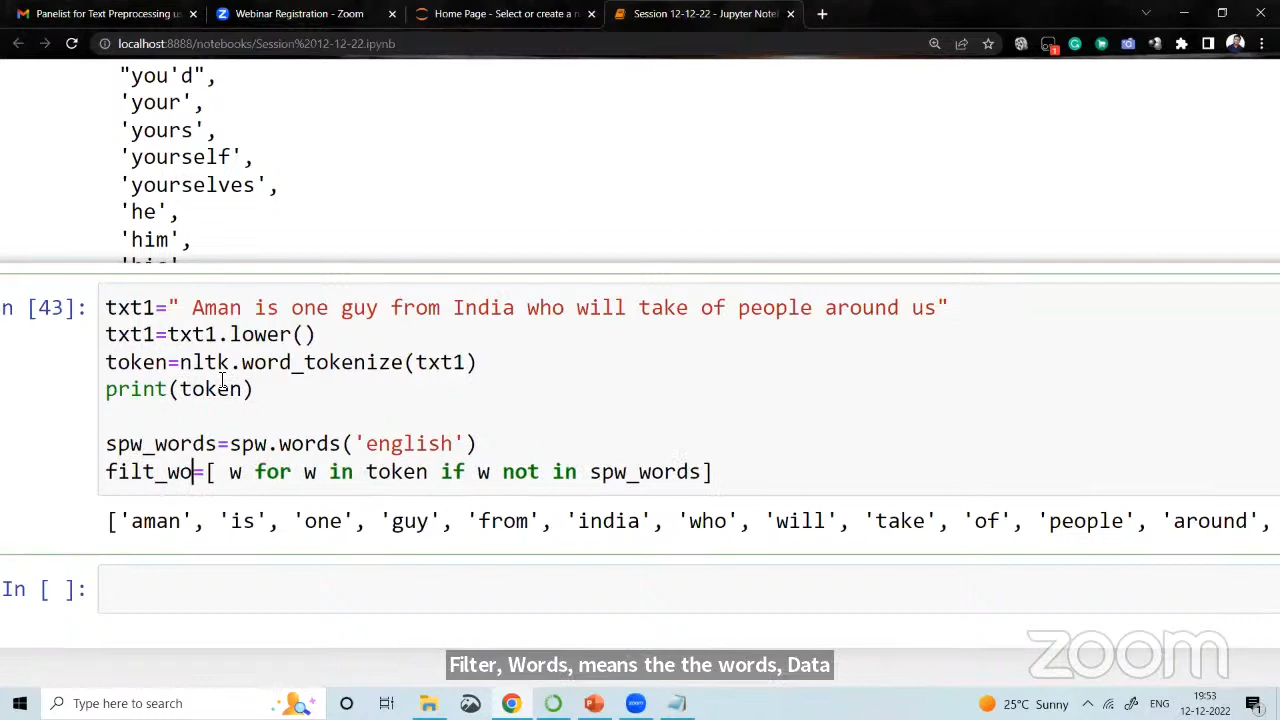 Panelist for Text Preprocessing us
Webinar Registration - Zoom
Home Page - Select or create a n
Session 12-12-22 - Jupyter Note
localhost:8888/notebooks/Session%2012-12-22.ipynb
"you'd",
'your',
'yours',
'yourself',
'yourselves',
'he',
'him',
n [43]:
txt1=" Aman is one guy from India who will take of people around us"
txt1=txt1.lower()
token=nltk.word_tokenize(txt1)
print(token)
spw_words=spw.words('english')
filt_wo=[ w for w in token if w not in spw_words]
['aman', 'is', 'one', 'guy', 'from', 'india', 'who', 'will', 'take', 'of', 'people', 'around',
In [ ]:
zoom
Filter, Words, means the the words, Data
Type here to search
25°C Sunny
ENG
19:53
12-12-2022